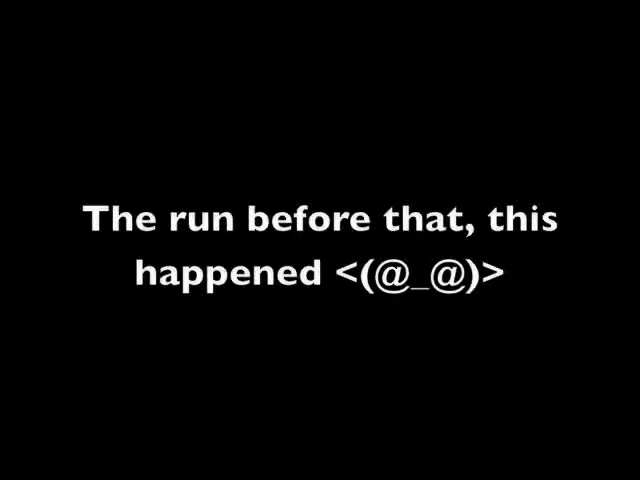 The run before that, this
happened <(@_@)>